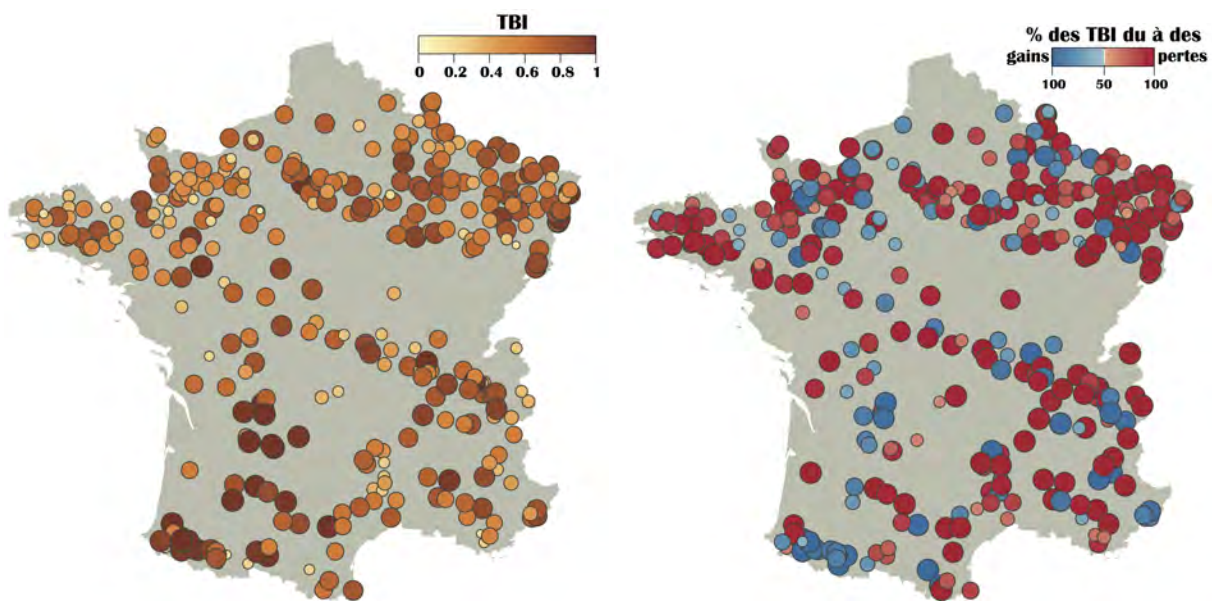 TBI
0 0.2 0.4 0.6 0.8 1
% des TBI du à des
gains pertes
100 50 100